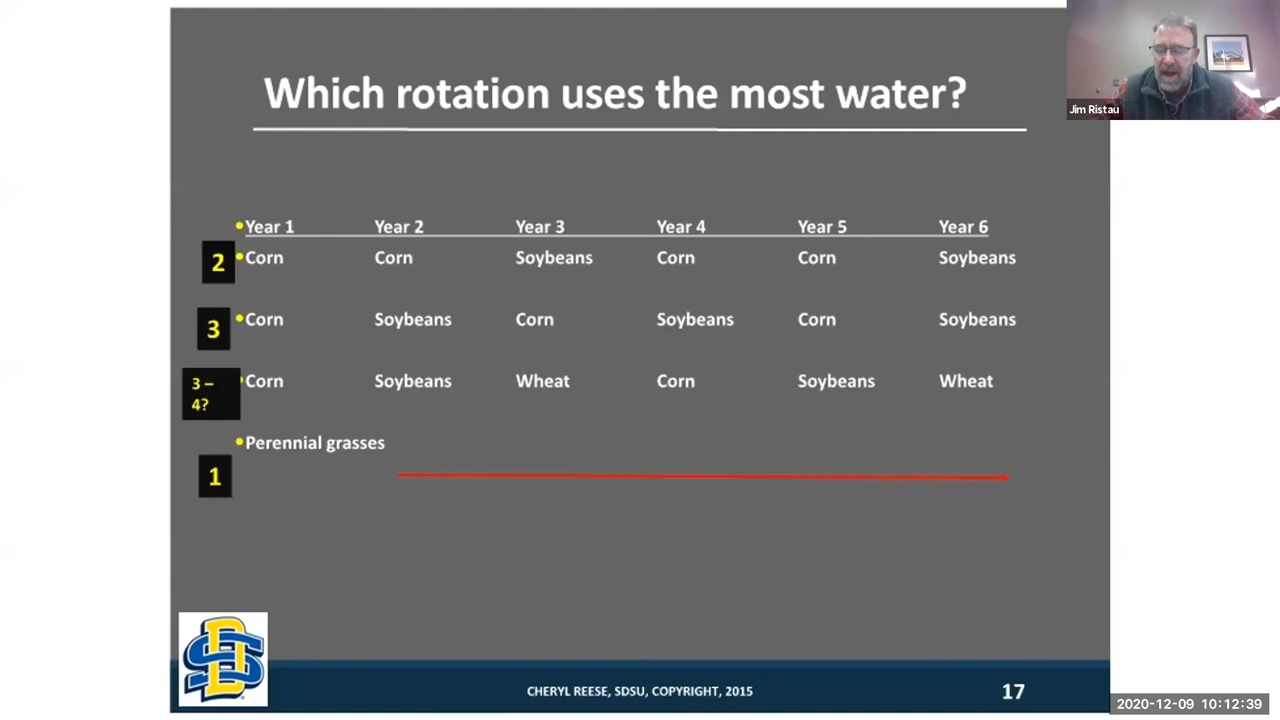 Which rotation uses the most water?
Jim Ristau
•Year 1 Year 2 Year 3 Year 4 Year 5 Year 6
2 •Corn Corn Soybeans Corn Corn Soybeans
3 •Corn Soybeans Corn Soybeans Corn Soybeans
3 –
4?
•Corn Soybeans Wheat Corn Soybeans Wheat
•Perennial grasses
1
SD
CHERYL REESE, SDSU, COPYRIGHT, 2015
17
2020-12-09 10:12:39